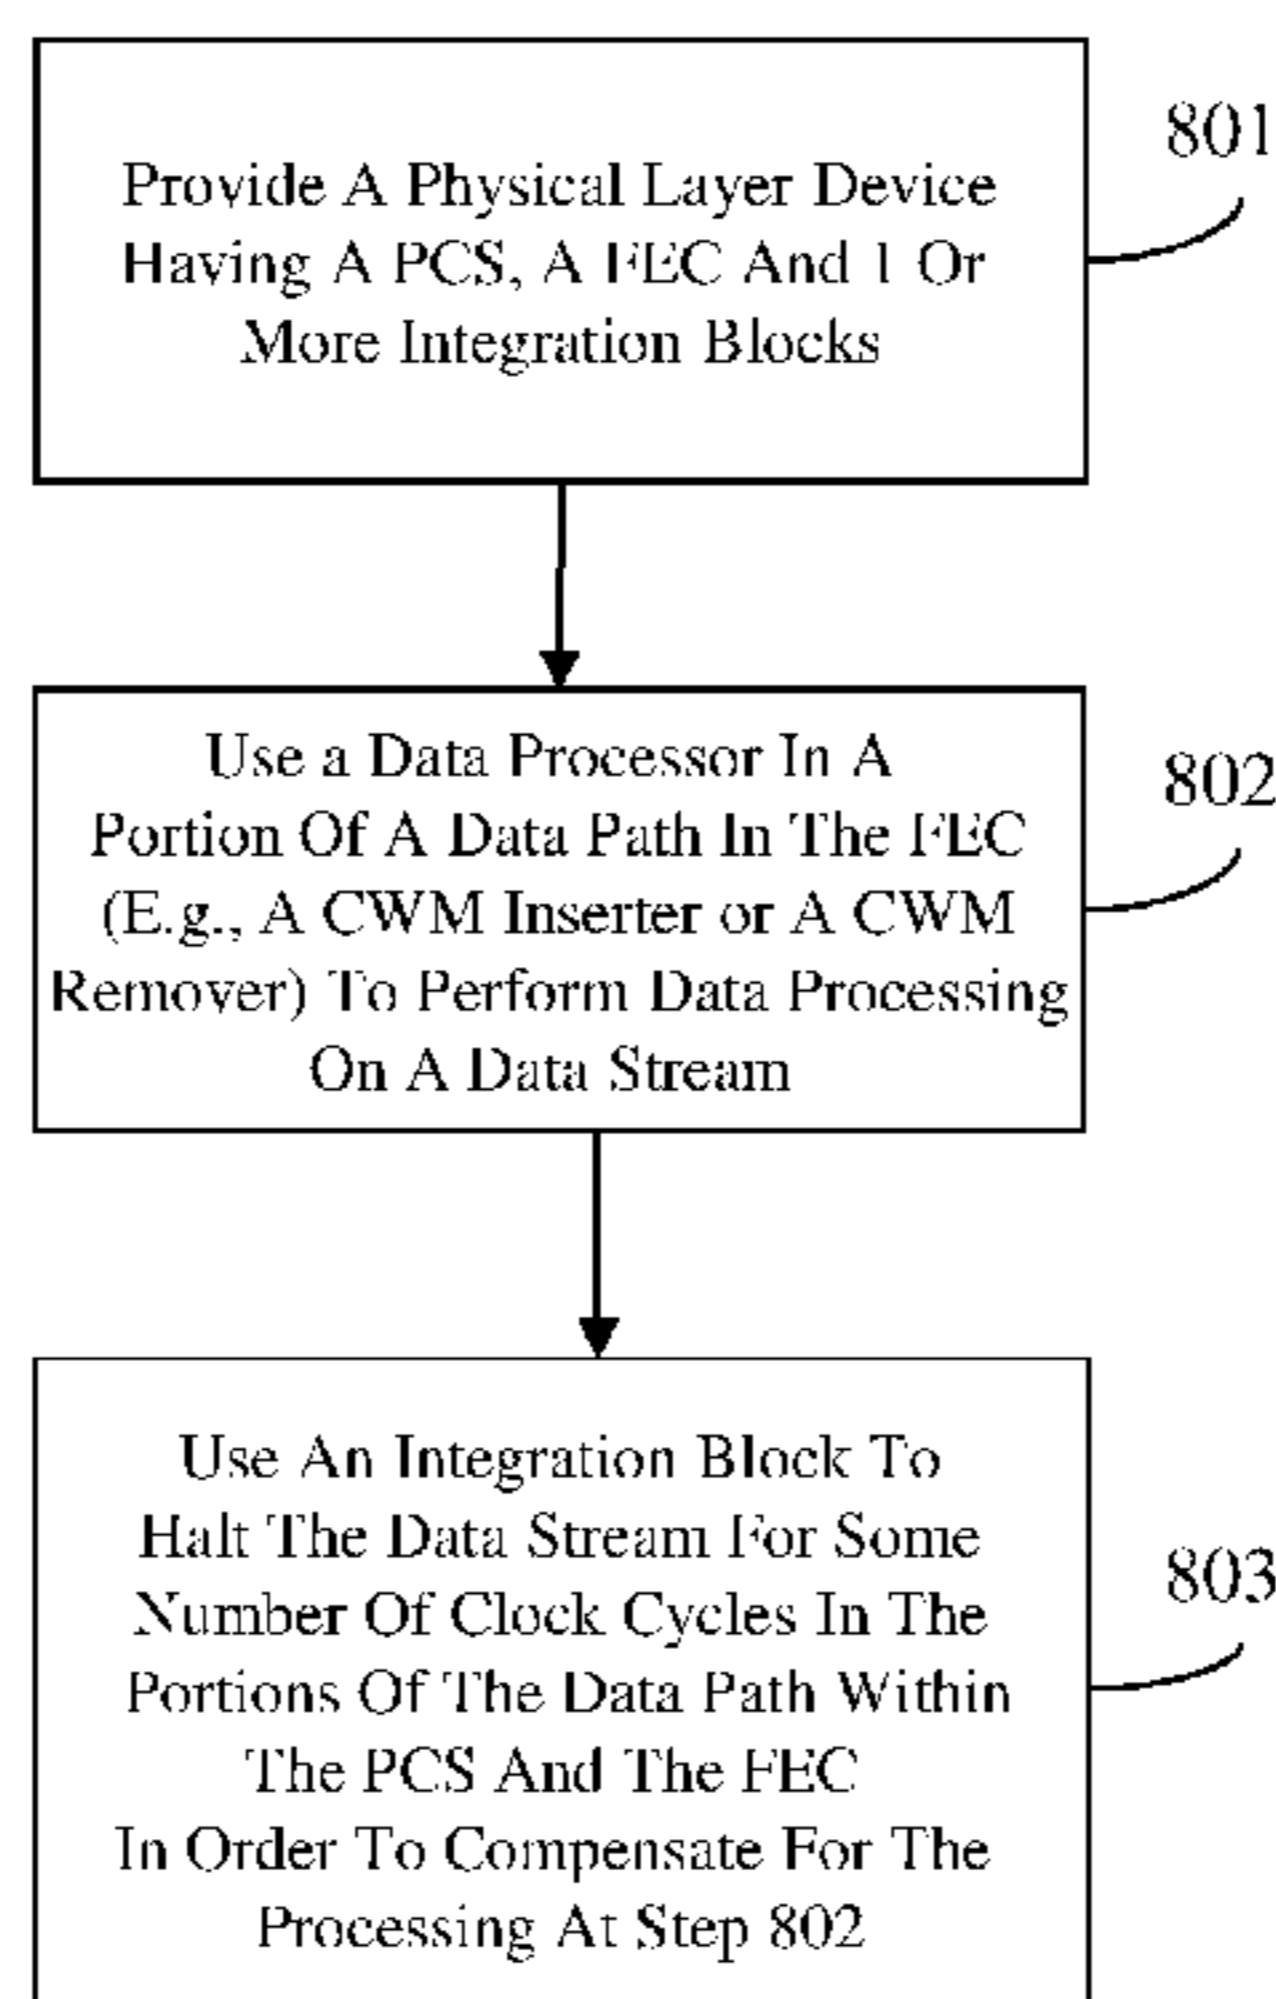 Provide A Physical Layer Device
Having A PCS, A FEC And 1 Or
More Integration Blocks
801
Use a Data Processor In A
Portion Of A Data Path In The FEC
(E.g., A CWM Inserter or A CWM
Remover) To Perform Data Processing
On A Data Stream
802
Use An Integration Block To
Halt The Data Stream For Some
Number Of Clock Cycles In The
Portions Of The Data Path Within
The PCS And The FEC
In Order To Compensate For The
Processing At Step 802
803